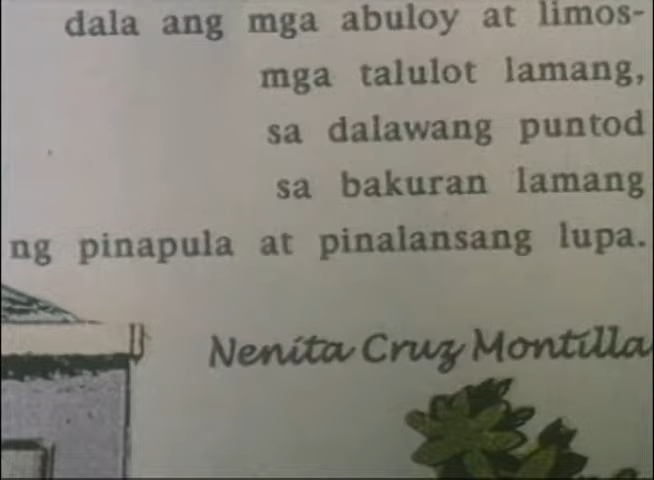 dala ang mga abuloy at limos-
mga talulot lamang,
sa dalawang puntod
sa bakuran lamang
ng pinapula at pinalansang lupa.
Nenita Cruz Montilla